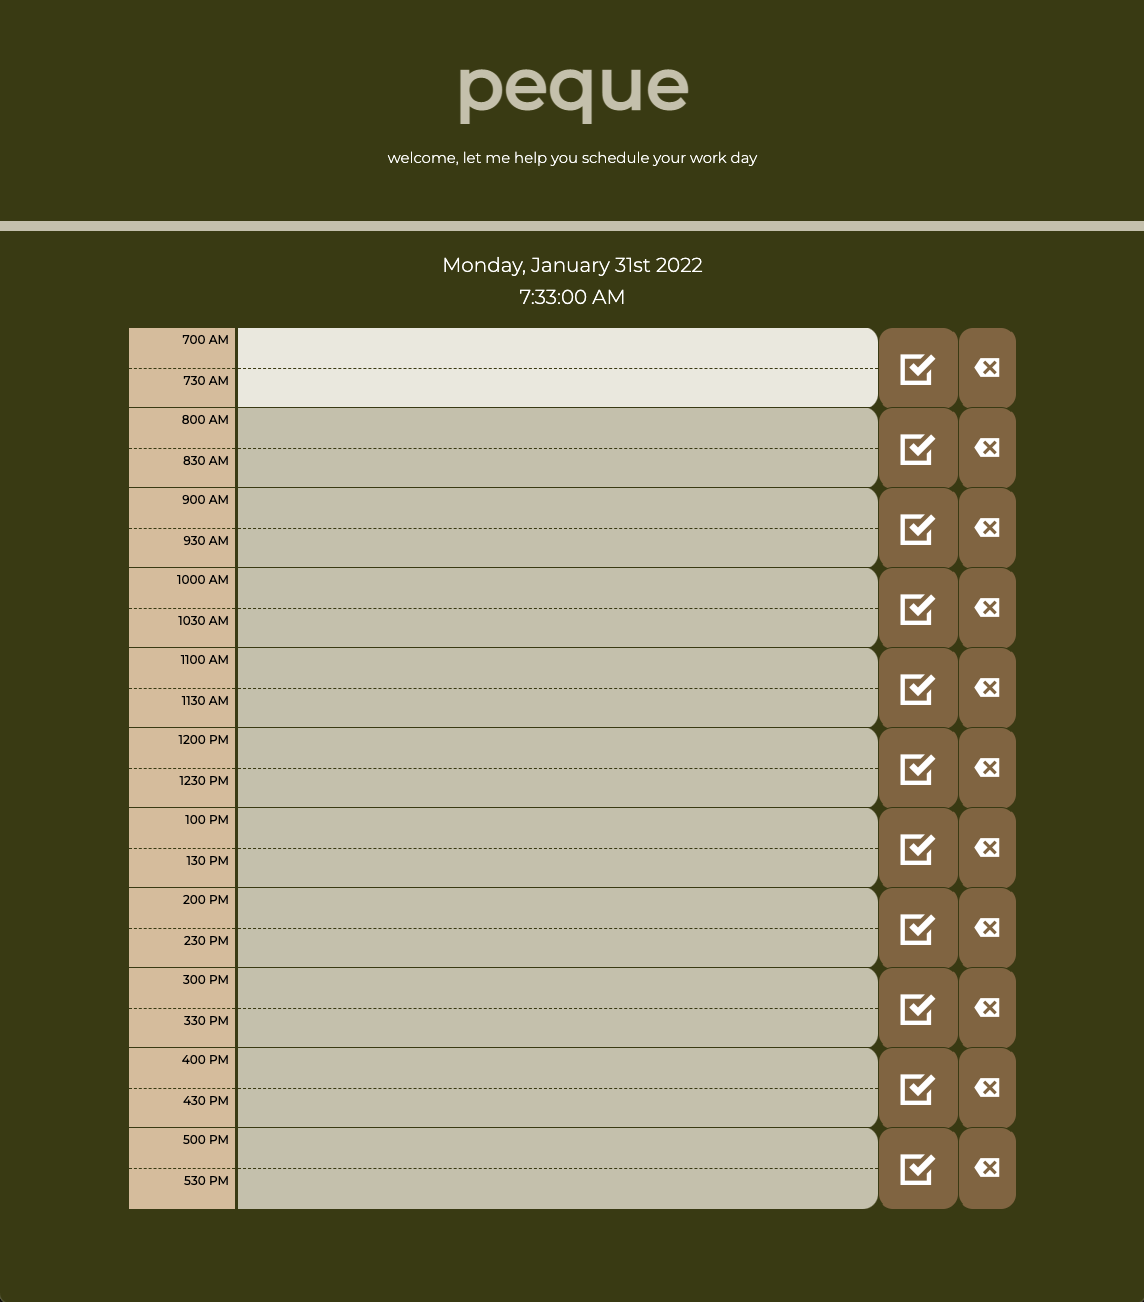 peque
welcome, let me help you schedule your work day
Monday, January 31st 2022
7:33:00 AM
700 AM
730 AM
800 AM
830 AM
900 AM
930 AM
1000 AM
1030 AM
1100 AM
1130 AM
1200 PM
1230 PM
100 PM
130 PM
200 PM
230 PM
300 PM
330 PM
400 PM
430 PM
500 PM
530 PM